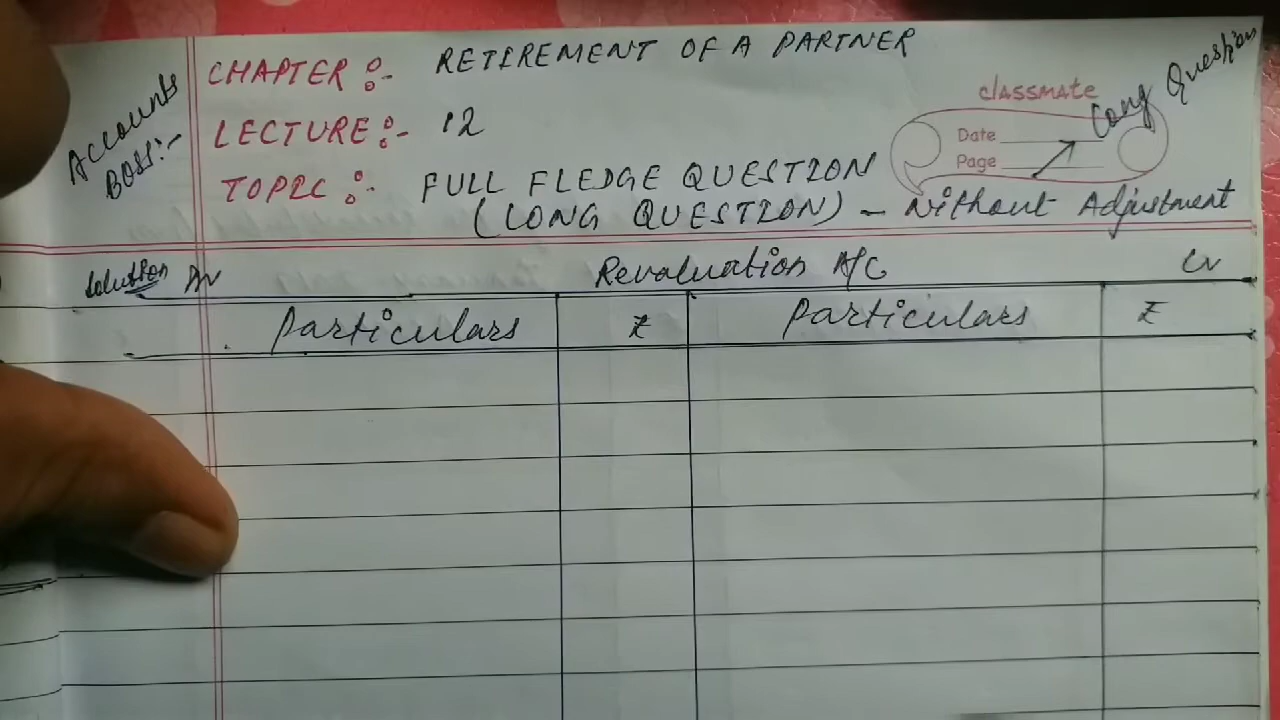 Accounts BOSS:-
CHAPTER :- RETIREMENT OF A PARTNER
LECTURE :- 12
TOPIC :- FULL FLEDGE QUESTION
(LONG QUESTION) - Without Adjustment
classmate
Date
Page
Long Question
Solution Dr Revaluation A/C Cr
Particulars ₹ Particulars ₹